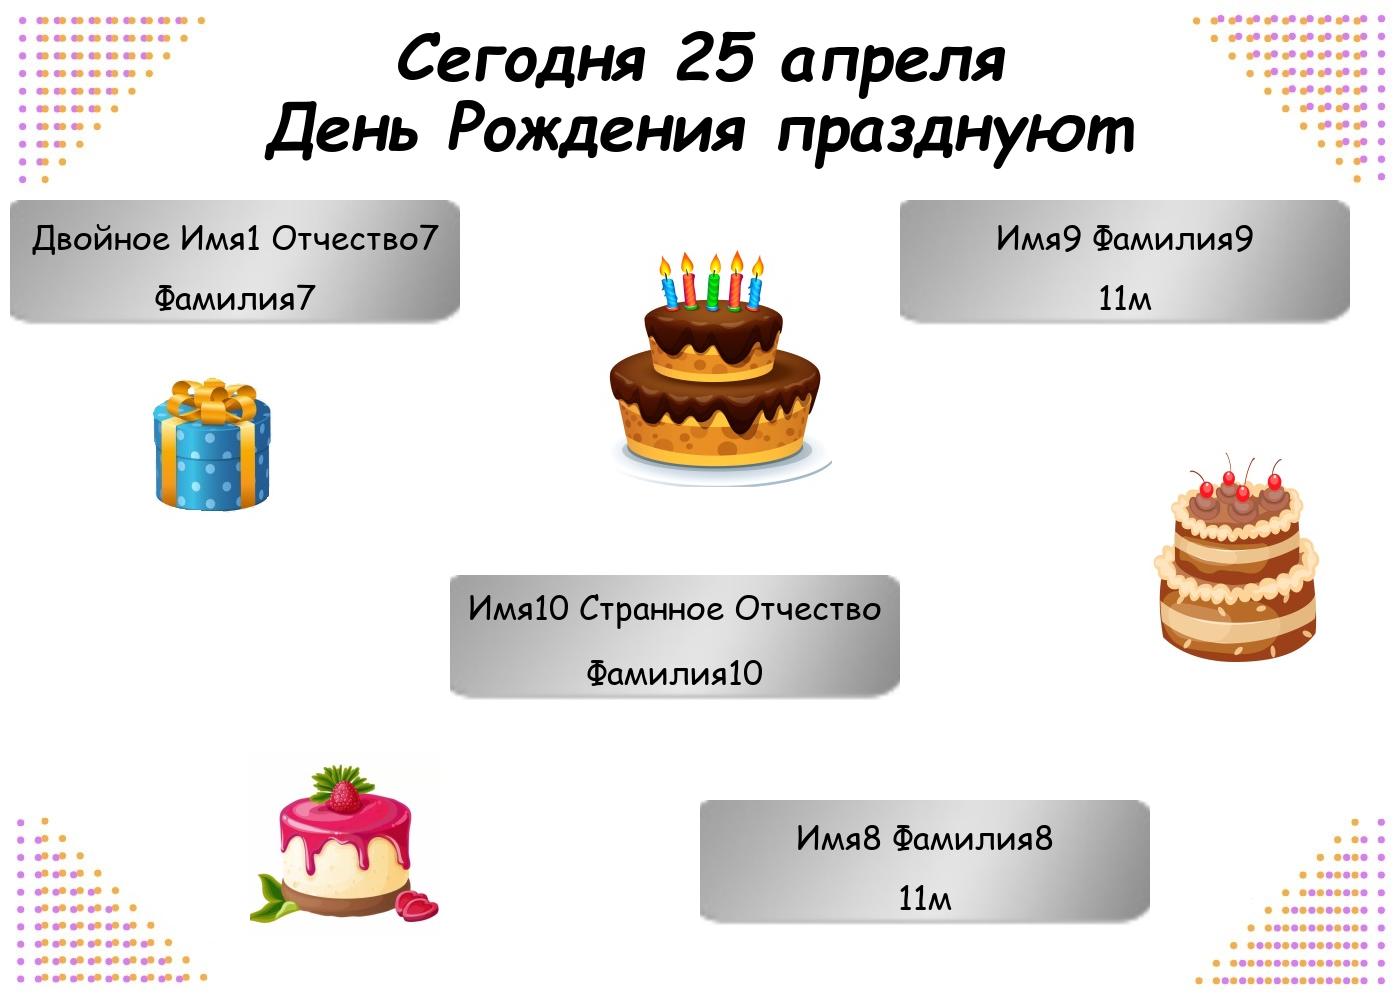 Сегодня 25 апреля
День Рождения празднуют
Двойное Имя1 Отчество7
Фамилия7
Имя9 Фамилия9
11м
Имя10 Странное Отчество
Фамилия10
Имя8 Фамилия8
11м